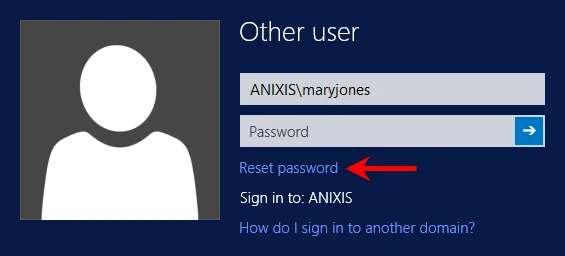 Other user
ANIXIS\maryjones
Password
Reset password
Sign in to: ANIXIS
How do I sign in to another domain?